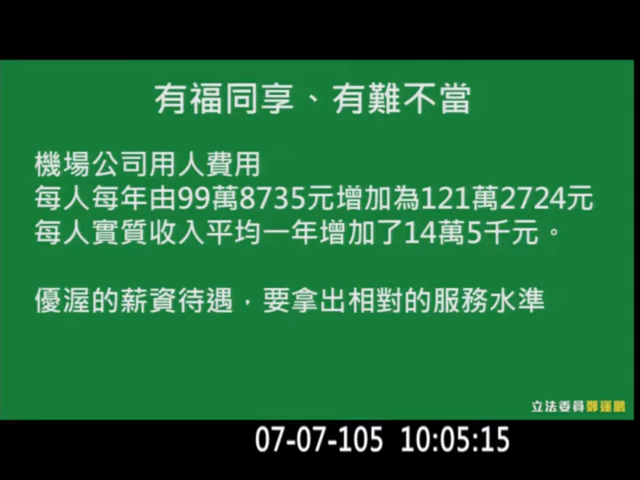 有福同享、有難不當
機場公司用人費用
每人每年由99萬8735元增加為121萬2724元
每人實質收入平均一年增加了14萬5千元。
優渥的薪資待遇，要拿出相對的服務水準
立法委員鄭運鵬
07-07-105 10:05:15